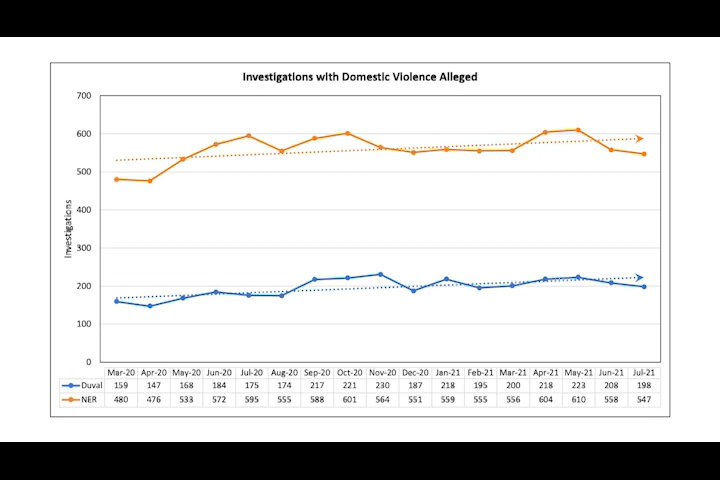 Investigations with Domestic Violence Alleged
700
600
500
400
300
200
100
0
Investigations
Mar-20 Apr-20 May-20 Jun-20 Jul-20 Aug-20 Sep-20 Oct-20 Nov-20 Dec-20 Jan-21 Feb-21 Mar-21 Apr-21 May-21 Jun-21 Jul-21
Duval 159 147 168 184 175 174 217 221 230 187 218 195 200 218 223 208 198
NER 480 476 533 572 595 555 588 601 564 551 559 555 556 604 610 558 547